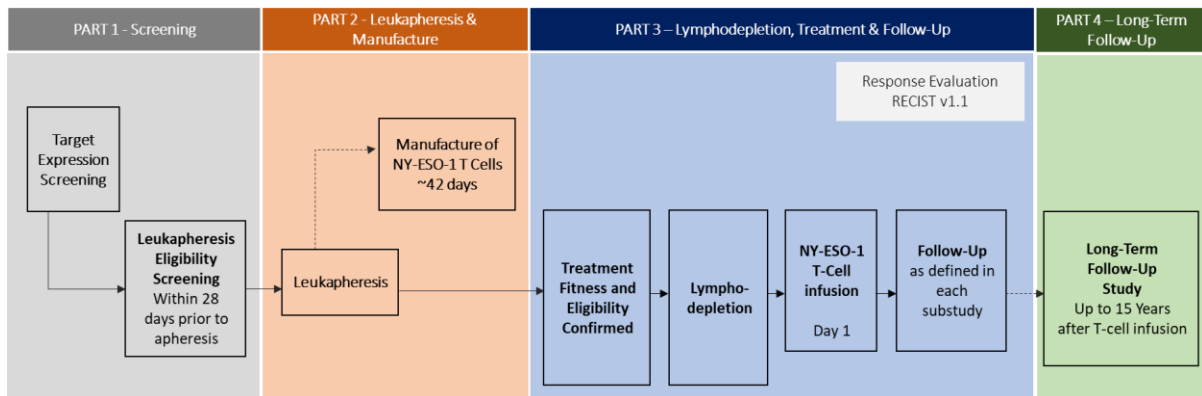 PART 1 - Screening
PART 2 - Leukapheresis &
Manufacture
PART 3 – Lymphodepletion, Treatment & Follow-Up
PART 4 – Long-Term
Follow-Up
Response Evaluation
RECIST v1.1
Target
Expression
Screening
Leukapheresis
Eligibility
Screening
Within 28
days prior to
apheresis
Manufacture of
NY-ESO-1 T Cells
~42 days
Leukapheresis
Treatment
Fitness and
Eligibility
Confirmed
Lympho-
depletion
NY-ESO-1
T-Cell
infusion
Day 1
Follow-Up
as defined in
each
substudy
Long-Term
Follow-Up
Study
Up to 15 Years
after T-cell infusion